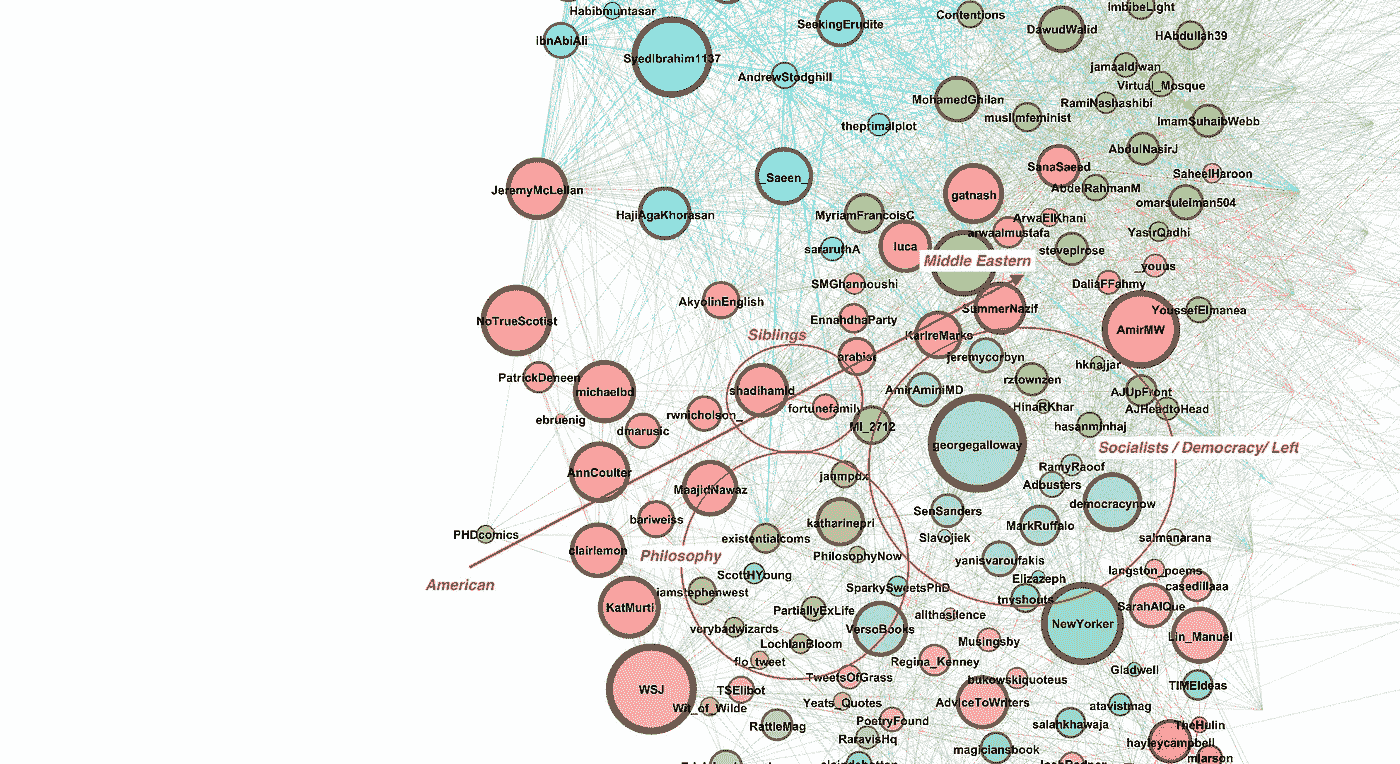 Habibmuntasar
SeekingErudite
Contentions
ImbibeLight
ibnAbiAli
DawudWalid
HAbdullah39
SyedIbrahim1137
AndrewStodghill
jamaaldiwan
Virtual_Mosque
MohamedGhilan
RamiNashashibi
muslimfeminist
theprimalplot
ImamSuhaibWebb
AbdulNasirJ
SanaSaeed
SaheelHaroon
_Saeen_
JeremyMcLellan
gatnash
AbdelRahmanM
omarsuleiman504
HajiAgaKhorasan
MyriamFrancoisC
ArwaElKhani
arwaalmustafa
YasirQadhi
sararuthA
luca
steveplrose
Middle Eastern
_youus
SMGhannoushi
DaliaFFahmy
AkyolinEnglish
SummerNazif
YoussefElmanea
NoTrueScotist
EnnahdhaParty
AmirMW
Siblings
KarlreMarks
arabist
jeremycorbyn
hknajjar
PatrickDeneen
rztownzen
michaelbd
shadihamid
AmirAminiMD
AJUpFront
fortunefamily
HinaRKhar
AJHeadtoHead
ebruenig
rwnicholson_
dmarusic
MI_2712
hasanminhaj
georgegalloway
Socialists / Democracy/ Left
AnnCoulter
RamyRaoof
janmpdx
Adbusters
MaajidNawaz
democracynow
SenSanders
bariweiss
katharinepri
MarkRuffalo
PHDcomics
existentialcoms
Slavojiek
salmanarana
clairlemon
Philosophy
PhilosophyNow
yanisvaroufakis
ScottHYoung
Elizazeph
langston_poems
American
SparkySweetsPhD
casedillaaa
iamstephenwest
tnyshouts
KatMurti
PartiallyExLife
alithesilence
SarahAlQue
verybadwizards
VersoBooks
NewYorker
Lin_Manuel
LochlanBloom
Musingsby
flo_tweet
Regina_Kenney
Gladwell
TweetsOfGrass
bukowskiquoteus
TIMEIdeas
WSJ
TSElibot
Yeats_Quotes
AdviceToWriters
atavistmag
Wit_of_Wilde
PoetryFound
salahkhawaja
TheHulin
RattleMag
RaravisHq
magiciansbook
hayleycampbell
mlarson